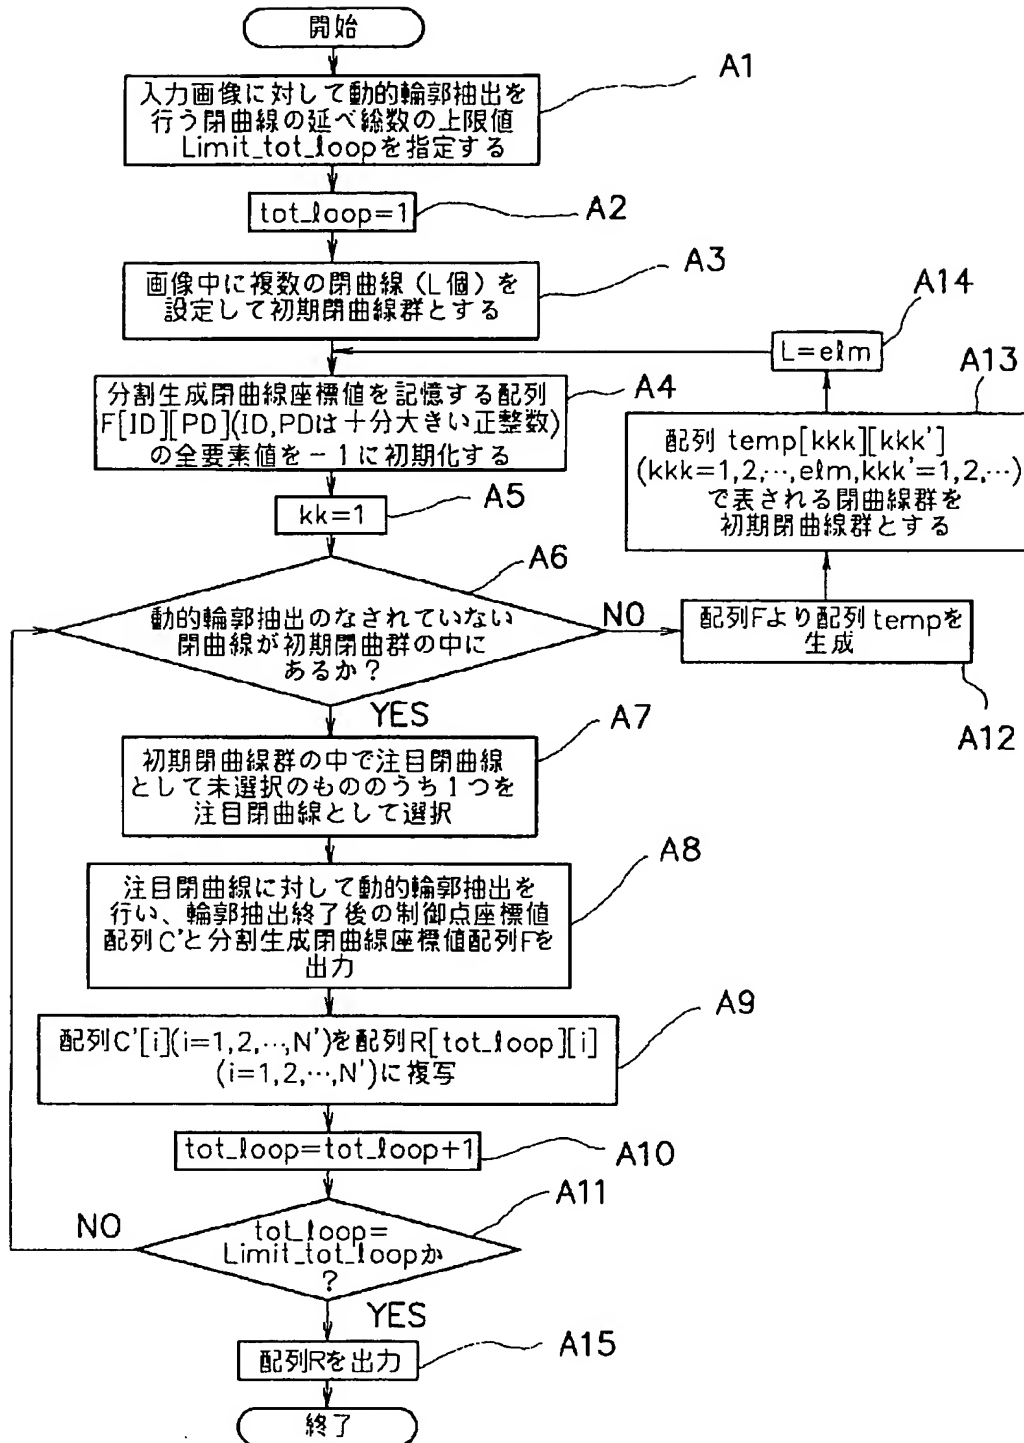 開始
A1
入力画像に対して動的輪郭抽出を
行う閉曲線の延べ総数の上限値
Limit_tot_loopを指定する
tot_loop=1
A2
A3
画像中に複数の閉曲線（L個）を
設定して初期閉曲線群とする
A14
L=elm
A4
分割生成閉曲線座標値を記憶する配列
F[ID][PD](ID,PDは十分大きい正整数)
の全要素値を－1に初期化する
A13
配列 temp[kkk][kkk']
(kkk=1,2,…,elm,kkk'=1,2,…)
で表される閉曲線群を
初期閉曲線群とする
A5
kk=1
A6
動的輪郭抽出のなされていない
閉曲線が初期閉曲群の中に
あるか？
NO
配列Fより配列tempを
生成
A12
YES
A7
初期閉曲線群の中で注目閉曲線
として未選択のもののうち1つを
注目閉曲線として選択
A8
注目閉曲線に対して動的輪郭抽出を
行い、輪郭抽出終了後の制御点座標値
配列C'と分割生成閉曲線座標値配列Fを
出力
A9
配列C'[i](i=1,2,…,N')を配列R[tot_loop][i]
(i=1,2,…,N')に複写
tot_loop=tot_loop+1
A10
A11
NO
tot_loop=
Limit_tot_loopか
？
YES
A15
配列Rを出力
終了